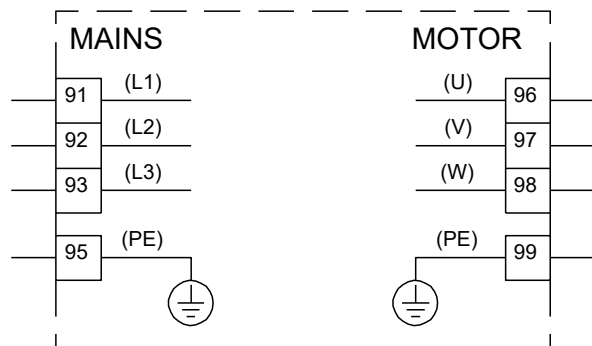 MAINS MOTOR
91 (L1) (U) 96
92 (L2) (V) 97
93 (L3) (W) 98
95 (PE) (PE) 99